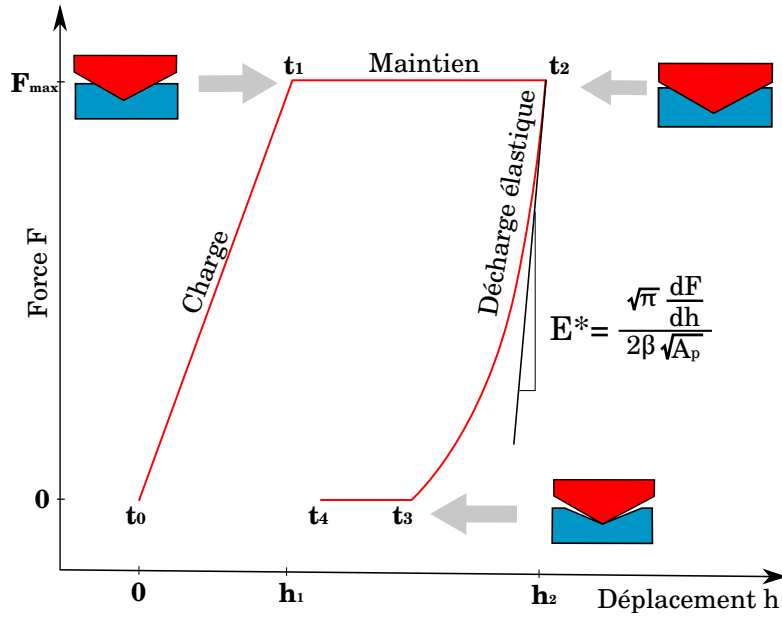 t₁
Maintien
t₂
Fₘₐₓ
Force F
Charge
Décharge élastique
E*= √π dF/dh / 2β √Aₚ
0
t₀
t₄
t₃
0
h₁
h₂
Déplacement h